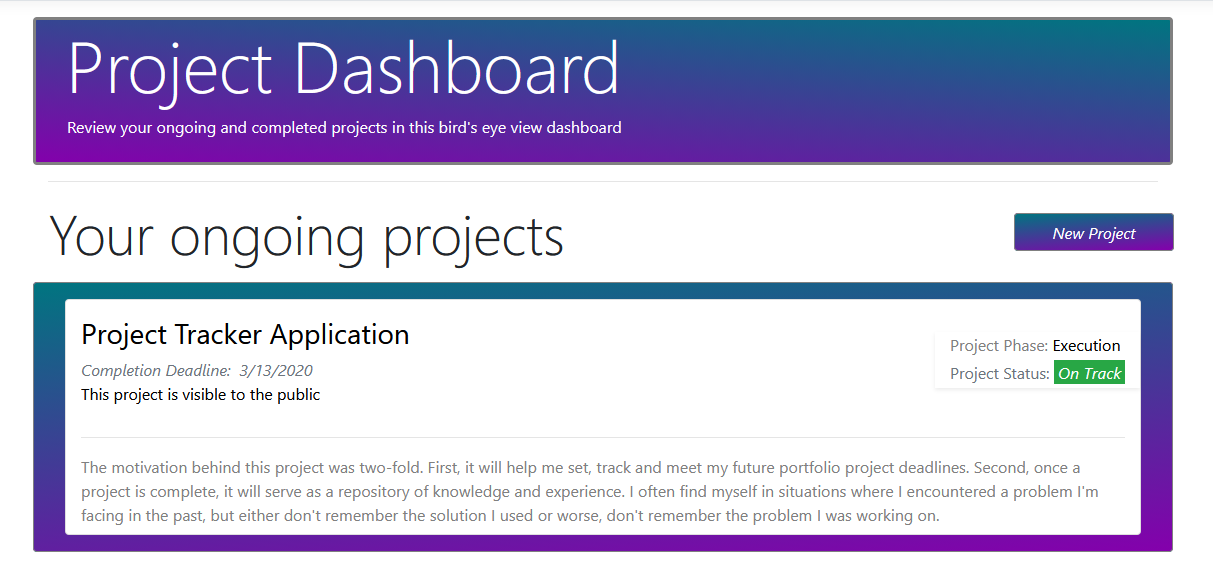 Project Dashboard
Review your ongoing and completed projects in this bird's eye view dashboard
Your ongoing projects
New Project
Project Tracker Application
Completion Deadline: 3/13/2020
This project is visible to the public
Project Phase: Execution
Project Status: On Track
The motivation behind this project was two-fold. First, it will help me set, track and meet my future portfolio project deadlines. Second, once a
project is complete, it will serve as a repository of knowledge and experience. I often find myself in situations where I encountered a problem I'm
facing in the past, but either don't remember the solution I used or worse, don't remember the problem I was working on.